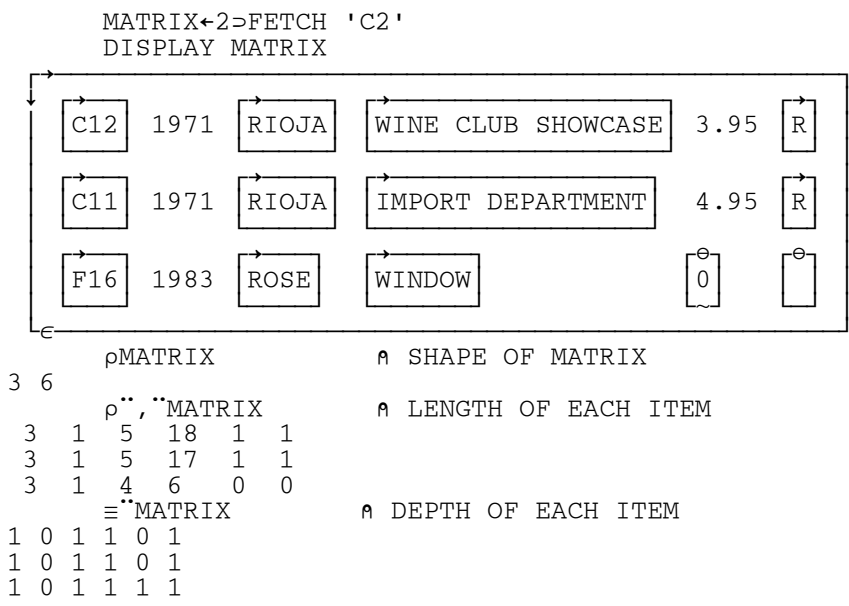 MATRIX←2⊃FETCH 'C2'
DISPLAY MATRIX
C12 1971 RIOJA WINE CLUB SHOWCASE 3.95 R
C11 1971 RIOJA IMPORT DEPARTMENT 4.95 R
F16 1983 ROSE WINDOW 0
⍴MATRIX ⍝ SHAPE OF MATRIX
3 6
⍴¨,¨MATRIX ⍝ LENGTH OF EACH ITEM
3 1 5 18 1 1
3 1 5 17 1 1
3 1 4 6 0 0
≡¨MATRIX ⍝ DEPTH OF EACH ITEM
1 0 1 1 0 1
1 0 1 1 0 1
1 0 1 1 1 1